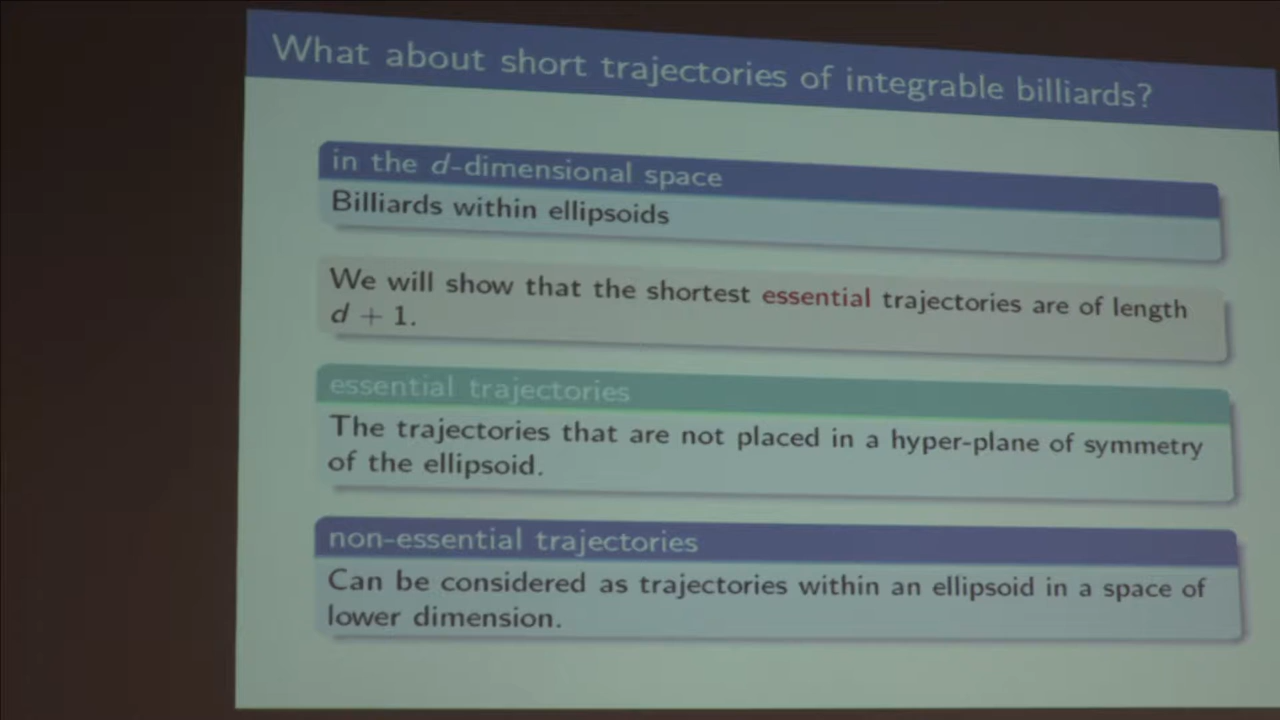 What about short trajectories of integrable billiards?
in the d-dimensional space
Billiards within ellipsoids
We will show that the shortest essential trajectories are of length
d + 1.
essential trajectories
The trajectories that are not placed in a hyper-plane of symmetry
of the ellipsoid.
non-essential trajectories
Can be considered as trajectories within an ellipsoid in a space of
lower dimension.